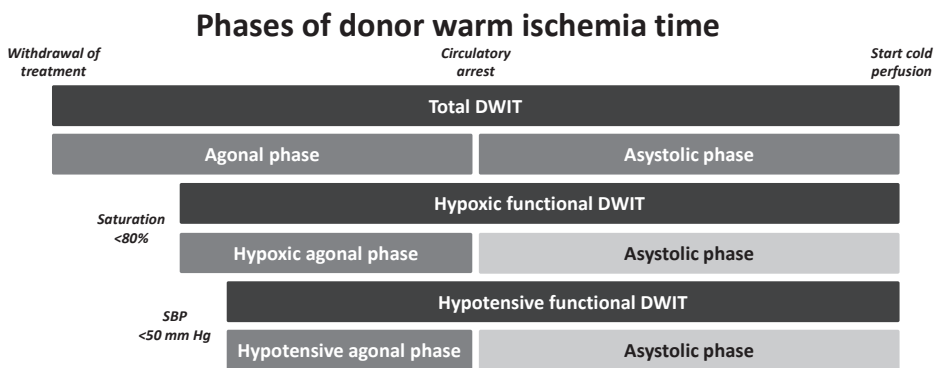 Phases of donor warm ischemia time
Withdrawal of
treatment
Circulatory
arrest
Start cold
perfusion
Total DWIT
Agonal phase
Asystolic phase
Hypoxic functional DWIT
Saturation
<80%
Hypoxic agonal phase
Asystolic phase
Hypotensive functional DWIT
SBP
<50 mm Hg
Hypotensive agonal phase
Asystolic phase